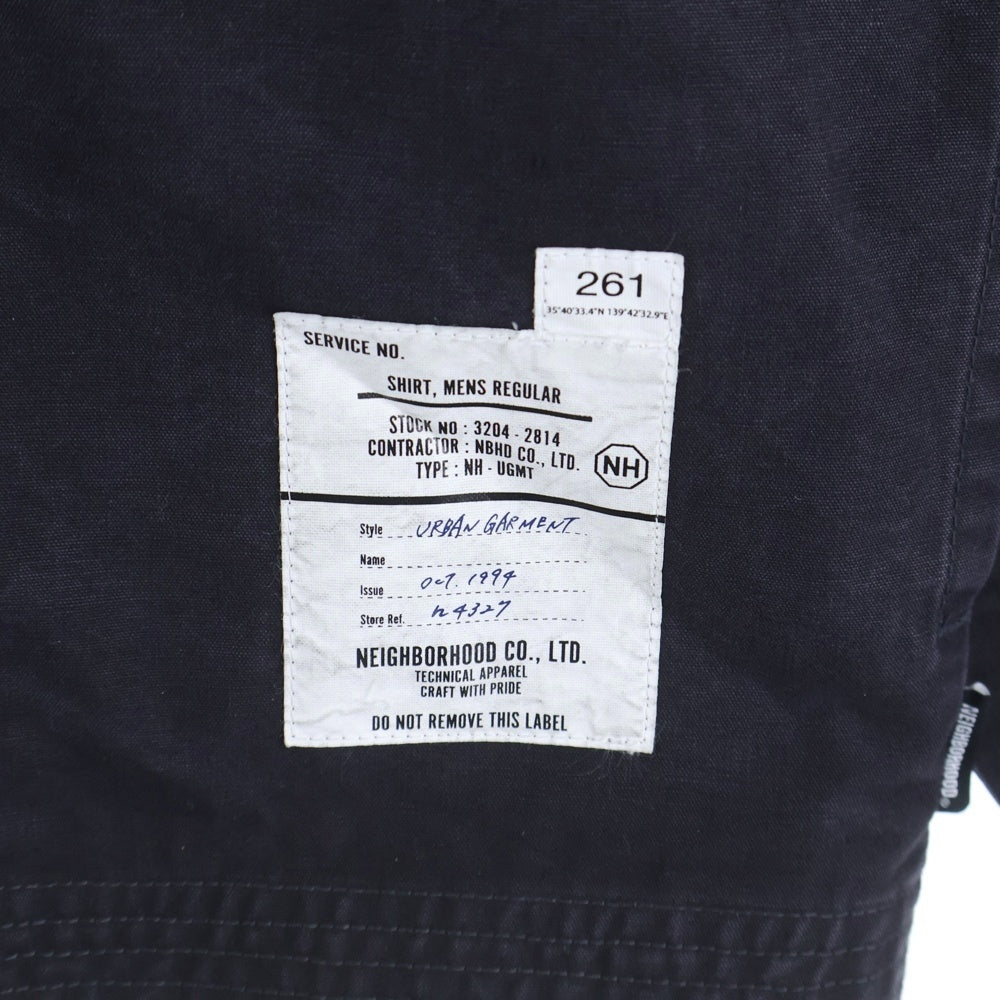 261
35°40'33.4"N 139°42'32.9"E
SERVICE NO.
SHIRT, MENS REGULAR
STOCK NO : 3204 - 2814
CONTRACTOR : NBHD CO., LTD.
TYPE : NH - UGMT
NH
Style URBAN GARMENT
Name
Issue OCT. 1994
Store Ref. n4327
NEIGHBORHOOD CO., LTD.
TECHNICAL APPAREL
CRAFT WITH PRIDE
DO NOT REMOVE THIS LABEL
NEIGHBORHOOD®